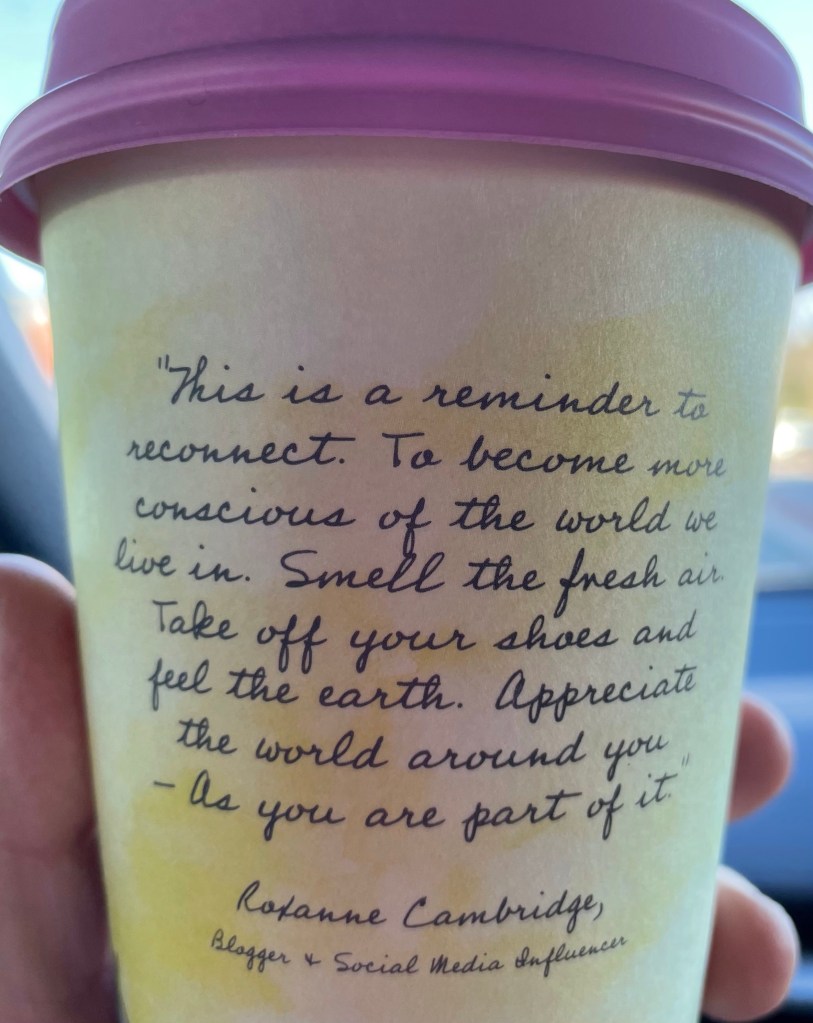 "This is a reminder to
reconnect. To become more
conscious of the world we
live in. Smell the fresh air.
Take off your shoes and
feel the earth. Appreciate
the world around you
- As you are part of it."
Roxanne Cambridge,
Blogger + Social Media Influencer